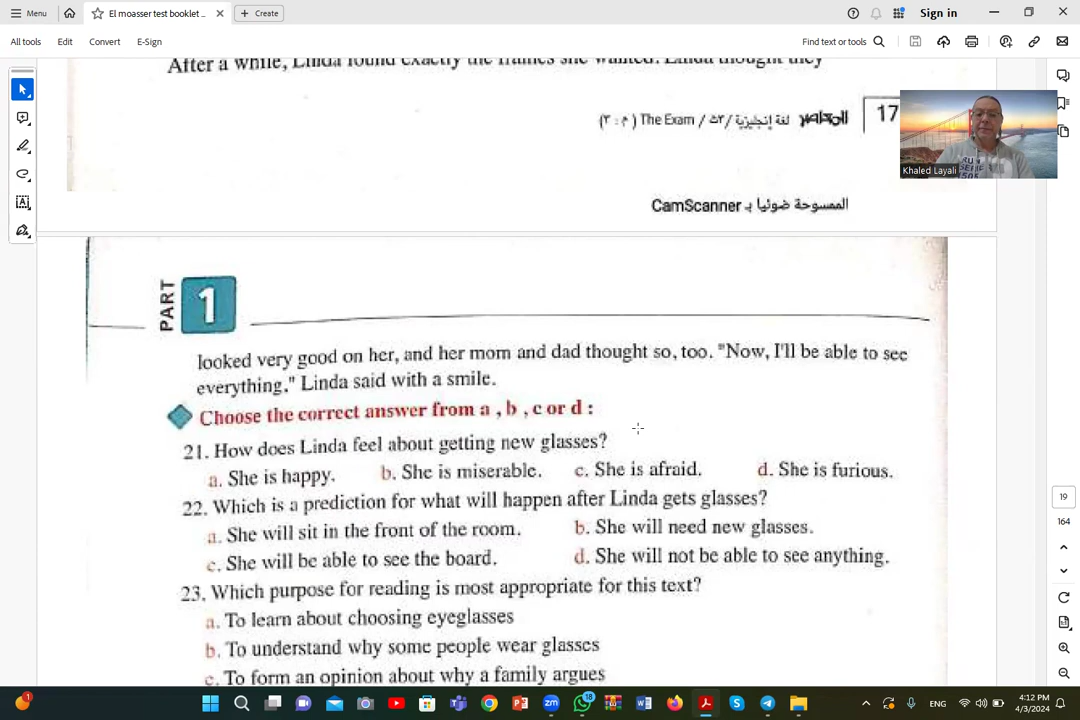 Menu
El moasser test booklet ...
Create
Sign in
All tools
Edit
Convert
E-Sign
Find text or tools
After a while, Linda found exactly the frames she wanted. Linda thought they
المحاصر لغة إنجليزية /٣ث / The Exam (م : ٢)
17
Khaled Layali
الممسوحة ضوئيا بـ CamScanner
PART 1
looked very good on her, and her mom and dad thought so, too. "Now, I'll be able to see
everything." Linda said with a smile.
Choose the correct answer from a , b , c or d :
21. How does Linda feel about getting new glasses?
a. She is happy. b. She is miserable. c. She is afraid. d. She is furious.
22. Which is a prediction for what will happen after Linda gets glasses?
a. She will sit in the front of the room. b. She will need new glasses.
c. She will be able to see the board. d. She will not be able to see anything.
23. Which purpose for reading is most appropriate for this text?
a. To learn about choosing eyeglasses
b. To understand why some people wear glasses
c. To form an opinion about why a family argues
19
164
1
18
ENG
4:12 PM
4/3/2024